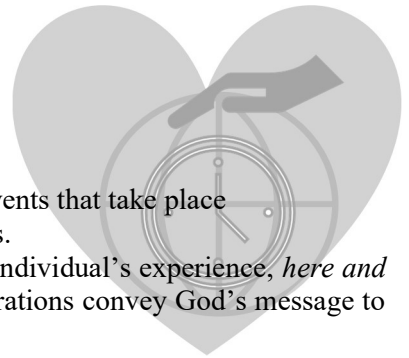 vents that take place
s.
ndividual's experience, here and
rations convey God's message to